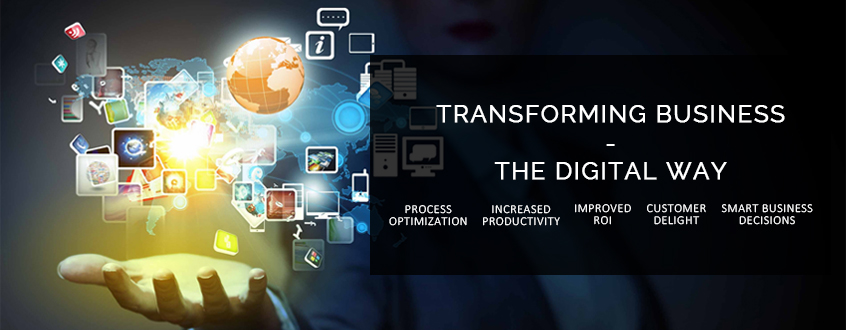 TRANSFORMING BUSINESS
-
THE DIGITAL WAY
PROCESS
OPTIMIZATION
INCREASED
PRODUCTIVITY
IMPROVED
ROI
CUSTOMER
DELIGHT
SMART BUSINESS
DECISIONS